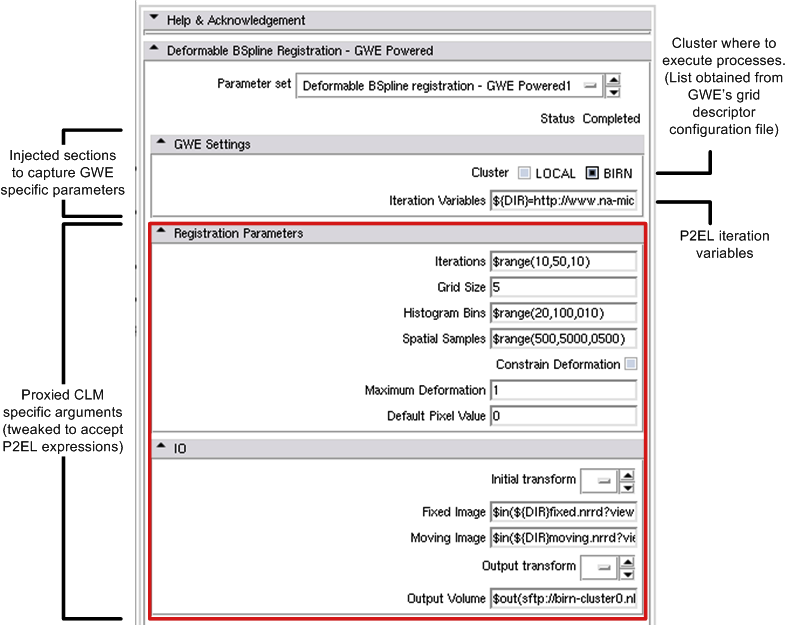 Help & Acknowledgement
Deformable BSpline Registration - GWE Powered
Parameter set Deformable BSpline registration - GWE Powered1
Status Completed
GWE Settings
Cluster LOCAL BIRN
Iteration Variables ${DIR}=http://www.na-mic
Registration Parameters
Iterations $range(10,50,10)
Grid Size 5
Histogram Bins $range(20,100,010)
Spatial Samples $range(500,5000,0500)
Constrain Deformation
Maximum Deformation 1
Default Pixel Value 0
IO
Initial transform
Fixed Image $in(${DIR}fixed.nrrd?view
Moving Image $in(${DIR}moving.nrrd?vie
Output transform
Output Volume $out(sftp://birn-cluster0.nl
Injected sections
to capture GWE
specific parameters
Proxied CLM
specific arguments
(tweaked to accept
P2EL expressions)
Cluster where to
execute processes.
(List obtained from
GWE's grid
descriptor
configuration file)
P2EL iteration
variables